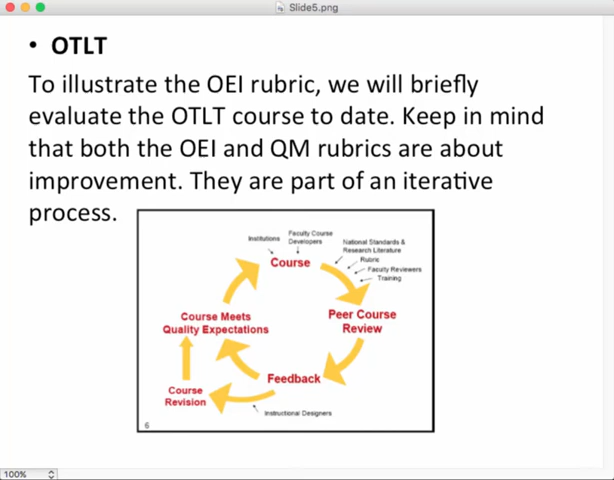 Slide5.png
• OTLT
To illustrate the OEI rubric, we will briefly
evaluate the OTLT course to date. Keep in mind
that both the OEI and QM rubrics are about
improvement. They are part of an iterative
process.
Institutions
Faculty Course
Developers
National Standards &
Research Literature
Rubric
Faculty Reviewers
Training
Course
Peer Course
Review
Course Meets
Quality Expectations
Feedback
Course
Revision
Instructional Designers
6
100%